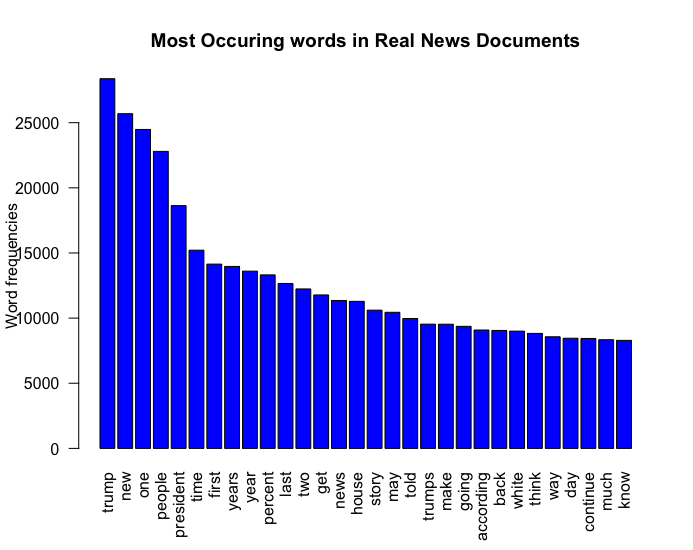 Most Occuring words in Real News Documents
Word frequencies
25000
20000
15000
10000
5000
0
trump
new
one
people
president
time
first
years
year
percent
last
two
get
news
house
story
may
told
trumps
make
going
according
back
white
think
way
day
continue
much
know